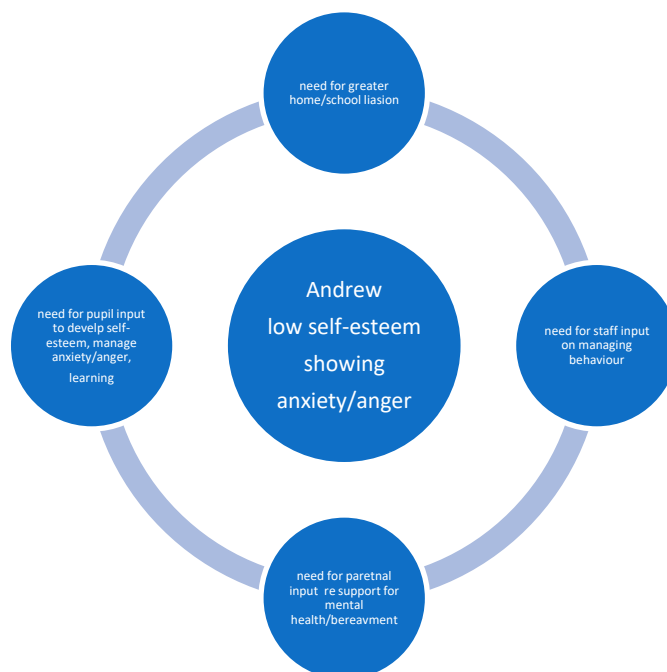 need for greater
home/school liasion
Andrew
low self-esteem
showing
anxiety/anger
need for pupil input
to develp self-
esteem, manage
anxiety/anger,
learning
need for staff input
on managing
behaviour
need for paretnal
input re support for
mental
health/bereavment